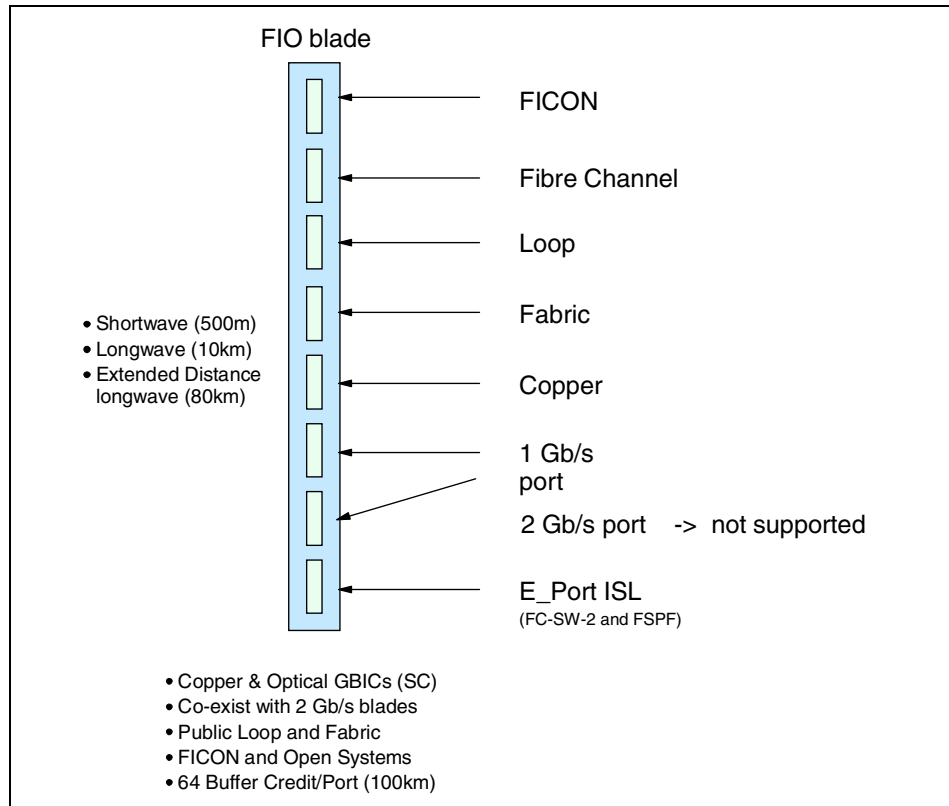 FIO blade
FICON
Fibre Channel
Loop
Fabric
• Shortwave (500m)
• Longwave (10km)
• Extended Distance
longwave (80km)
Copper
1 Gb/s
port
2 Gb/s port -> not supported
E_Port ISL
(FC-SW-2 and FSPF)
• Copper & Optical GBICs (SC)
• Co-exist with 2 Gb/s blades
• Public Loop and Fabric
• FICON and Open Systems
• 64 Buffer Credit/Port (100km)